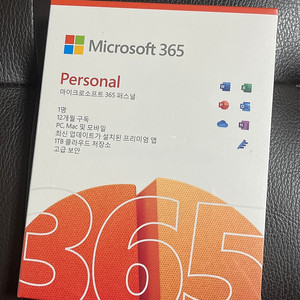 Microsoft 365
Personal
마이크로소프트 365 퍼스널
1명
12개월 구독
PC, Mac 및 모바일
최신 업데이트가 설치된 프리미엄 앱
1TB 클라우드 저장소
고급 보안
365